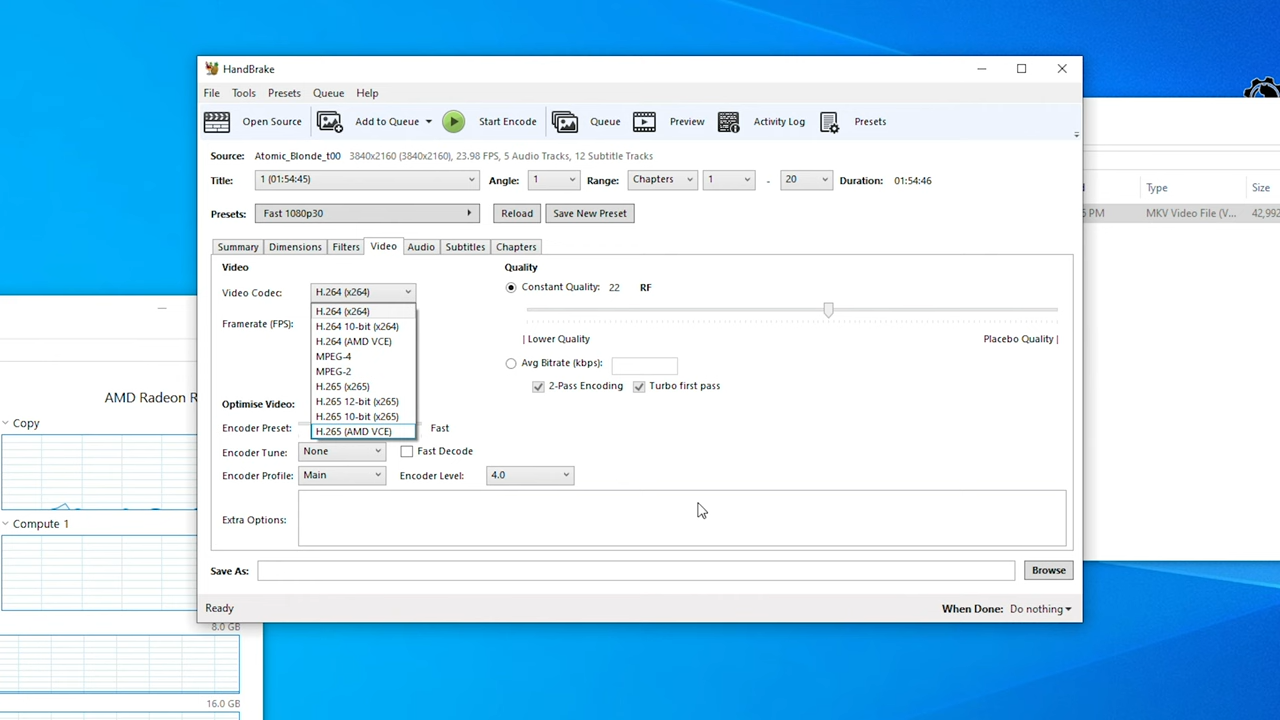 HandBrake
File Tools Presets Queue Help
Open Source Add to Queue Start Encode Queue Preview Activity Log Presets
Source: Atomic_Blonde_t00 3840x2160 (3840x2160), 23.98 FPS, 5 Audio Tracks, 12 Subtitle Tracks
Title: 1 (01:54:45) Angle: 1 Range: Chapters 1 - 20 Duration: 01:54:46
Presets: Fast 1080p30 Reload Save New Preset
Summary Dimensions Filters Video Audio Subtitles Chapters
Video
Video Codec: H.264 (x264)
H.264 (x264)
H.264 10-bit (x264)
H.264 (AMD VCE)
MPEG-4
MPEG-2
H.265 (x265)
H.265 12-bit (x265)
H.265 10-bit (x265)
H.265 (AMD VCE)
Framerate (FPS):
Quality
Constant Quality: 22 RF
| Lower Quality Placebo Quality |
Avg Bitrate (kbps):
2-Pass Encoding Turbo first pass
Optimise Video:
Encoder Preset: Fast
Encoder Tune: None Fast Decode
Encoder Profile: Main Encoder Level: 4.0
Extra Options:
Save As: Browse
Ready When Done: Do nothing
Type Size
PM MKV Video File (V... 42,992
AMD Radeon R
Copy
Compute 1
8.0 GB
16.0 GB